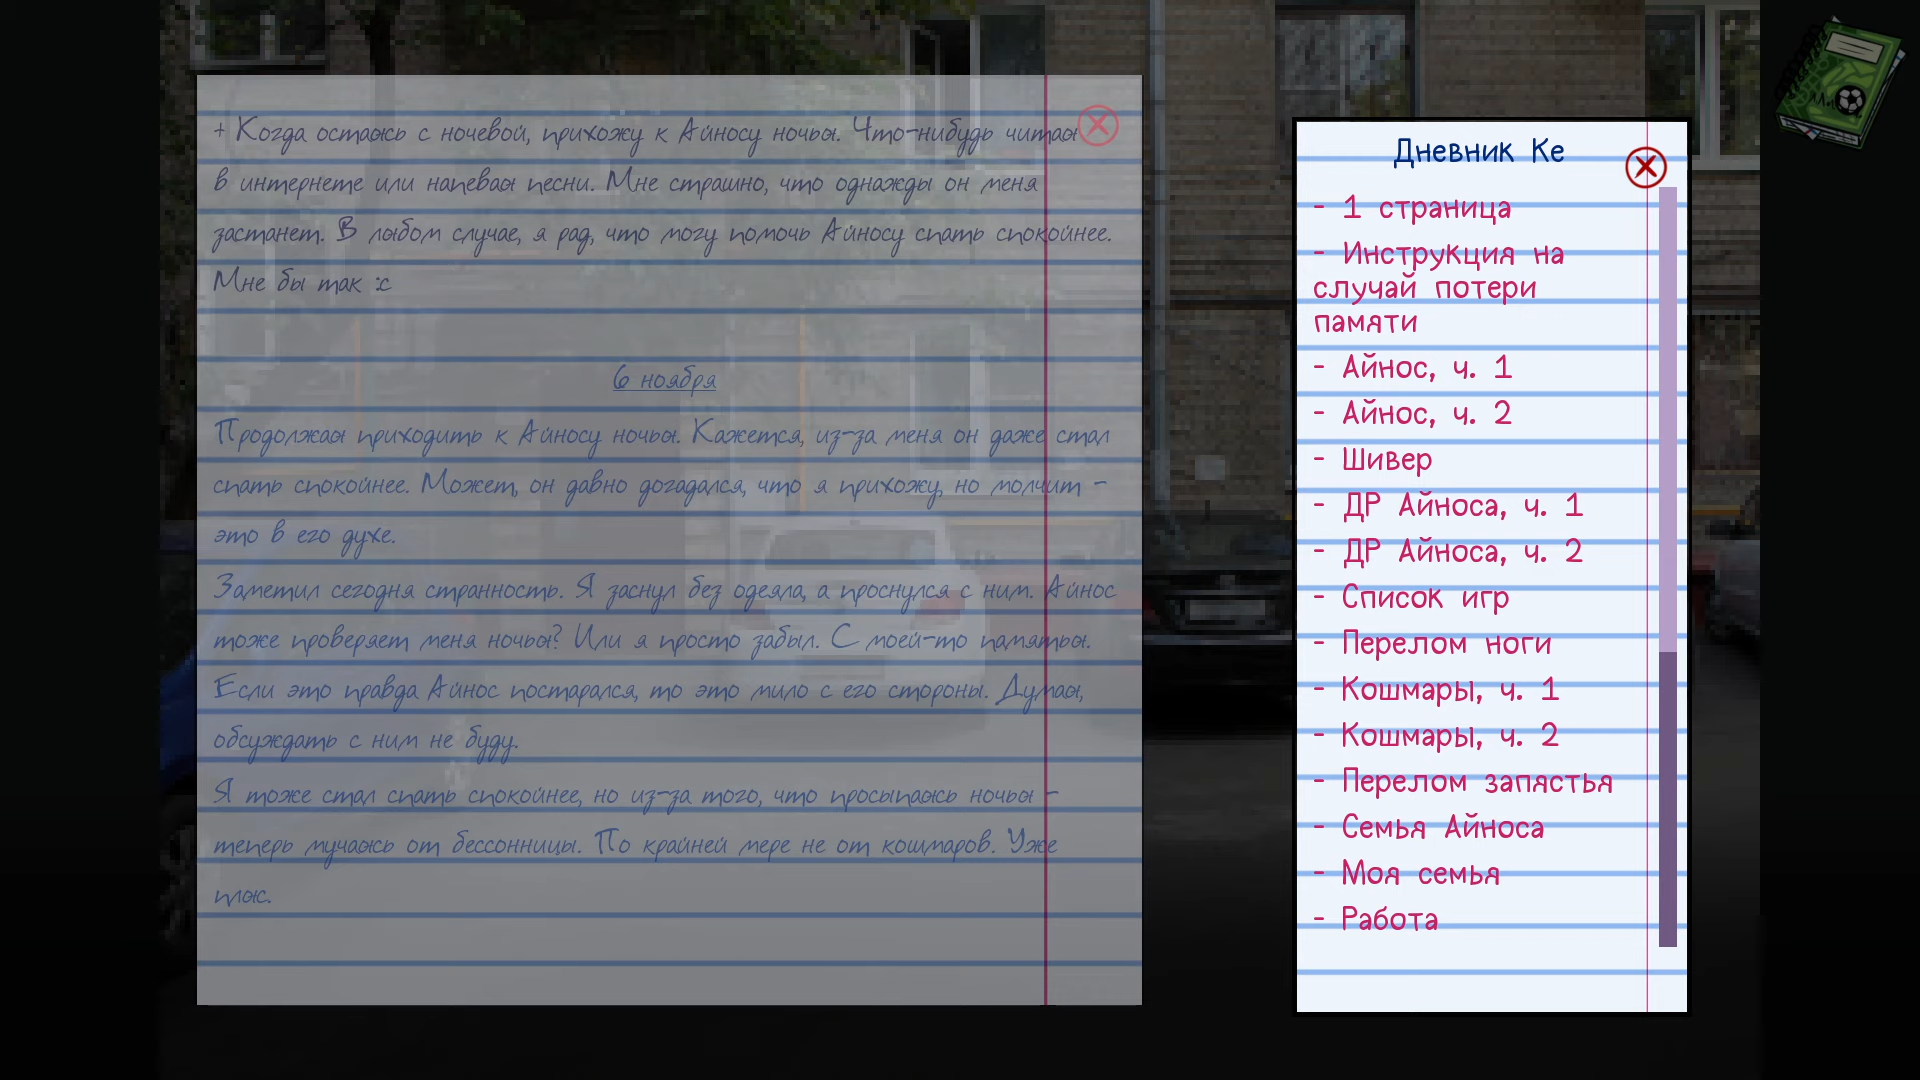 + Когда остаюсь с ночевой, прихожу к Айносу ночью. Что-нибудь читаю
в интернете или напеваю песни. Мне страшно, что однажды он меня
застанет. В любом случае, я рад, что могу помочь Айносу спать спокойнее.
Мне бы так :с
6 ноября
Продолжаю приходить к Айносу ночью. Кажется, из-за меня он даже стал
спать спокойнее. Может, он давно догадался, что я прихожу, но молчит -
это в его духе.
Заметил сегодня странность. Я заснул без одеяла, а проснулся с ним. Айнос
тоже проверяет меня ночью? Или я просто забыл. С моей-то памятью.
Если это правда Айнос постарался, то это мило с его стороны. Думаю,
обсуждать с ним не буду.
Я тоже стал спать спокойнее, но из-за того, что просыпаюсь ночью -
теперь мучаюсь от бессонницы. По крайней мере не от кошмаров. Уже
плюс.
Дневник Ке
- 1 страница
- Инструкция на
случай потери
памяти
- Айнос, ч. 1
- Айнос, ч. 2
- Шивер
- ДР Айноса, ч. 1
- ДР Айноса, ч. 2
- Список игр
- Перелом ноги
- Кошмары, ч. 1
- Кошмары, ч. 2
- Перелом запястья
- Семья Айноса
- Моя семья
- Работа